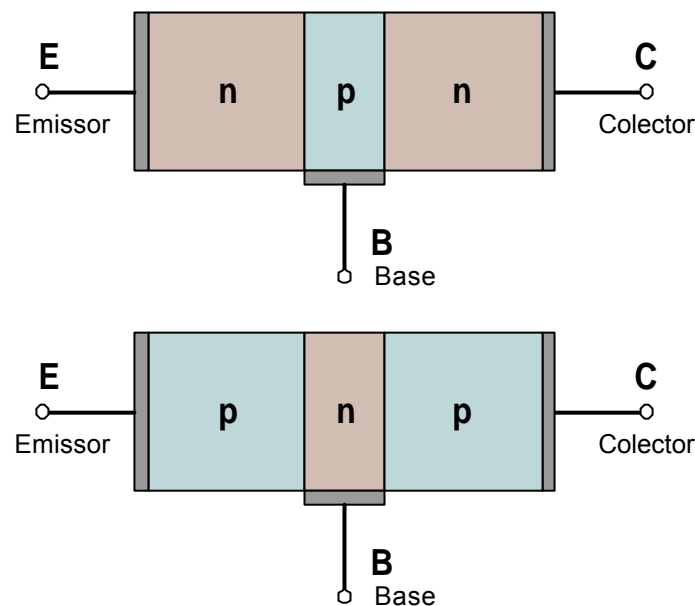 E C
n p n
Emissor Colector
B
Base
E C
p n p
Emissor Colector
B
Base